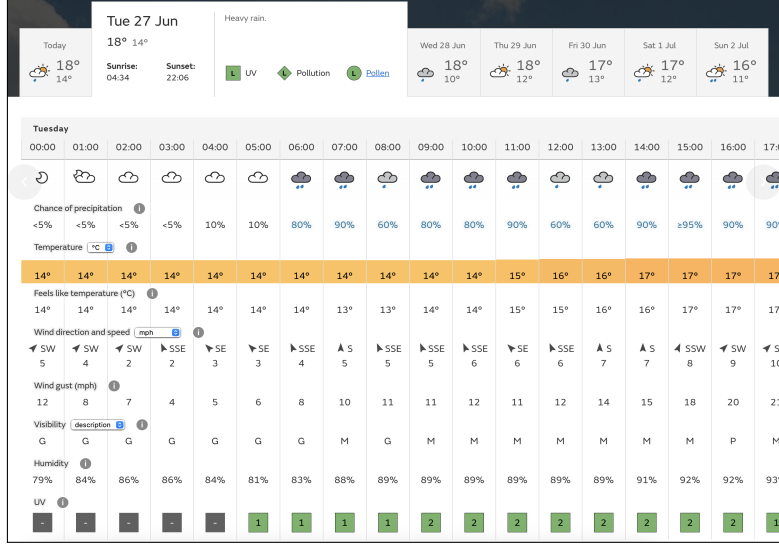 Tue 27 Jun
18° 14°
Sunrise: Sunset:
04:34 22:06
Heavy rain.
L UV L Pollution L Pollen
Today
18°
14°
Wed 28 Jun
18°
10°
Thu 29 Jun
18°
12°
Fri 30 Jun
17°
13°
Sat 1 Jul
17°
12°
Sun 2 Jul
16°
11°
Tuesday
00:00 01:00 02:00 03:00 04:00 05:00 06:00 07:00 08:00 09:00 10:00 11:00 12:00 13:00 14:00 15:00 16:00 17:
Chance of precipitation i
<5% <5% <5% <5% 10% 10% 80% 90% 60% 80% 80% 90% 60% 60% 90% ≥95% 90% 90
Temperature °C i
14° 14° 14° 14° 14° 14° 14° 14° 14° 14° 14° 15° 16° 16° 17° 17° 17° 17
Feels like temperature (°C) i
14° 14° 14° 14° 14° 14° 14° 13° 13° 14° 14° 15° 15° 16° 16° 17° 17° 17
Wind direction and speed mph i
SW SW SW SSE SE SE SSE S SSE SSE SSE SE SSE S S SSW SW S
5 4 2 2 3 3 4 5 5 6 6 6 6 7 7 8 9 10
Wind gust (mph) i
12 8 7 4 5 6 8 10 11 11 12 11 12 14 15 18 20 21
Visibility description i
G G G G G G G M G M M M M M M M P M
Humidity i
79% 84% 86% 86% 84% 81% 83% 88% 89% 89% 89% 89% 89% 89% 91% 92% 92% 93
UV i
- - - - - 1 1 1 1 2 2 2 2 2 2 2 2 1